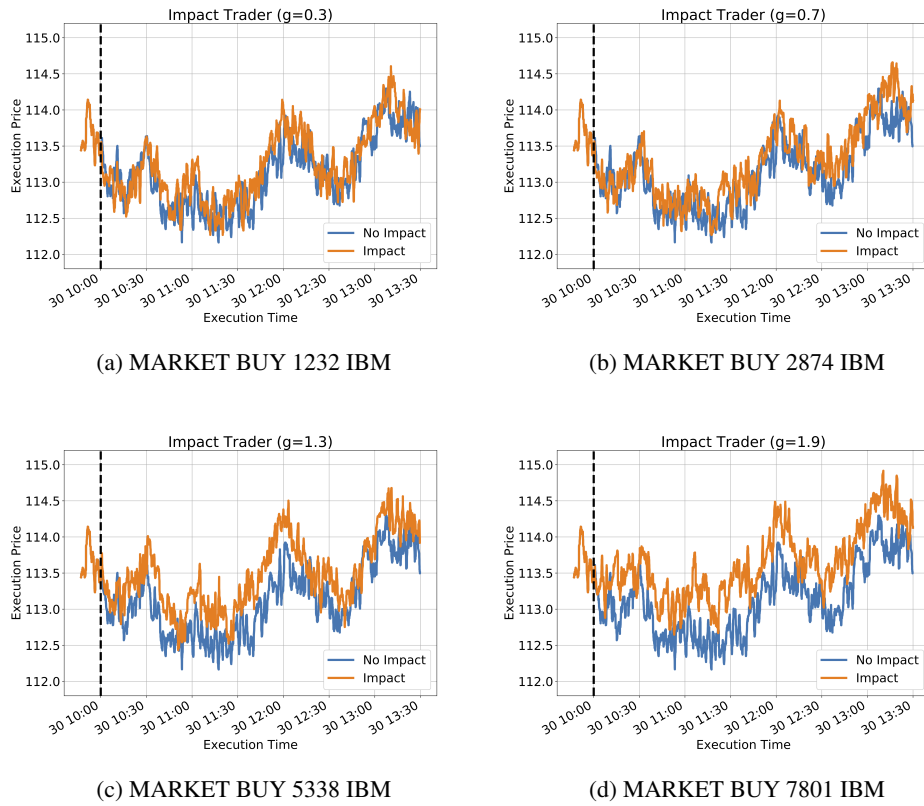 Impact Trader (g=0.3)
115.0
114.5
114.0
113.5
113.0
112.5
112.0
Execution Price
No Impact
Impact
30 10:00
30 10:30
30 11:00
30 11:30
30 12:00
30 12:30
30 13:00
30 13:30
Execution Time
(a) MARKET BUY 1232 IBM
Impact Trader (g=0.7)
115.0
114.5
114.0
113.5
113.0
112.5
112.0
Execution Price
No Impact
Impact
30 10:00
30 10:30
30 11:00
30 11:30
30 12:00
30 12:30
30 13:00
30 13:30
Execution Time
(b) MARKET BUY 2874 IBM
Impact Trader (g=1.3)
115.0
114.5
114.0
113.5
113.0
112.5
112.0
Execution Price
No Impact
Impact
30 10:00
30 10:30
30 11:00
30 11:30
30 12:00
30 12:30
30 13:00
30 13:30
Execution Time
(c) MARKET BUY 5338 IBM
Impact Trader (g=1.9)
115.0
114.5
114.0
113.5
113.0
112.5
112.0
Execution Price
No Impact
Impact
30 10:00
30 10:30
30 11:00
30 11:30
30 12:00
30 12:30
30 13:00
30 13:30
Execution Time
(d) MARKET BUY 7801 IBM